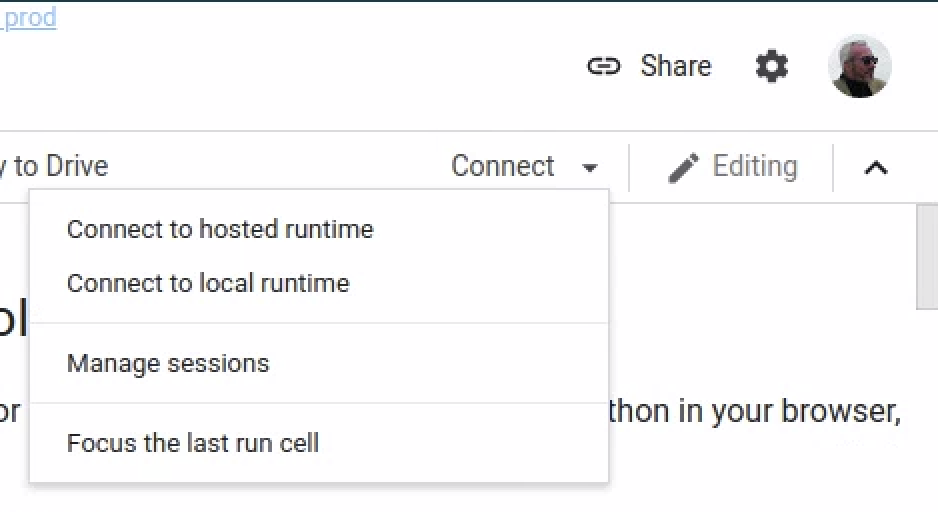 prod
Share
y to Drive
Connect
Editing
Connect to hosted runtime
Connect to local runtime
ol
Manage sessions
or
thon in your browser,
Focus the last run cell